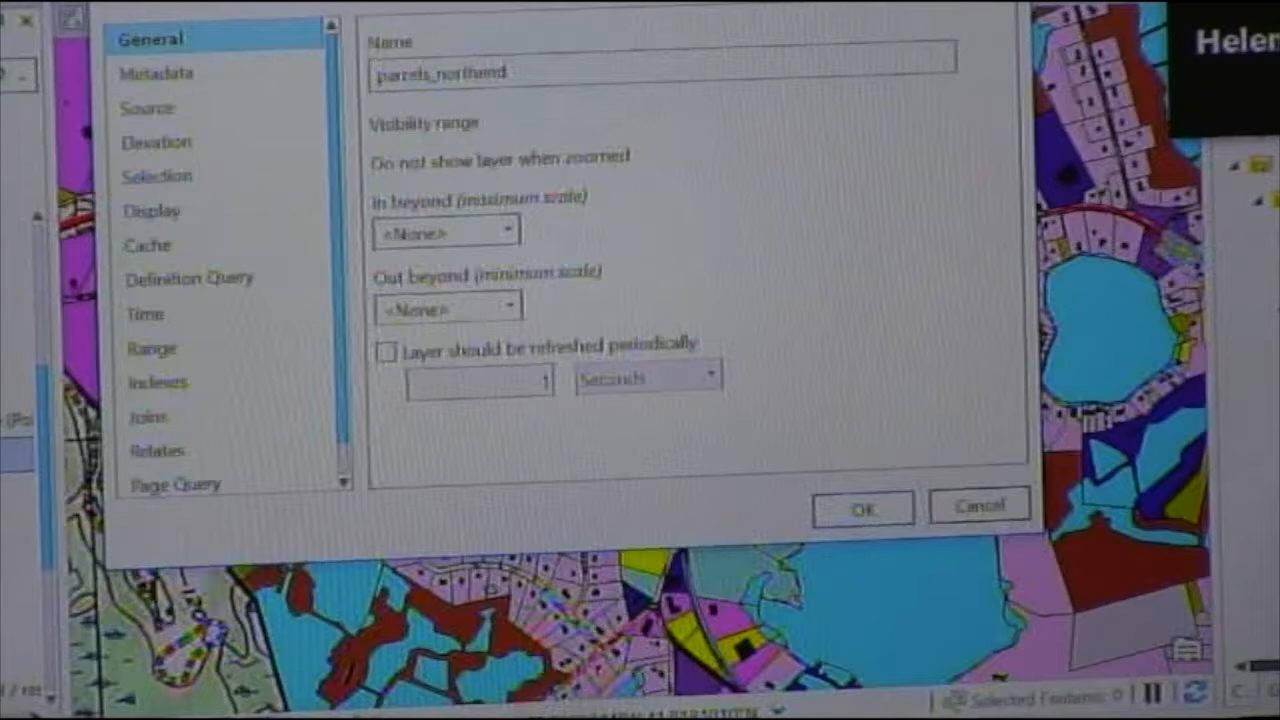 General
Metadata
Source
Elevation
Selection
Display
Cache
Definition Query
Time
Range
Indexes
Joins
Relates
Page Query
Name
parcels_northend
Visibility range
Do not show layer when zoomed
In beyond (maximum scale)
<None>
Out beyond (minimum scale)
<None>
Layer should be refreshed periodically
1 Seconds
OK Cancel
Helen
Selected Features: 0